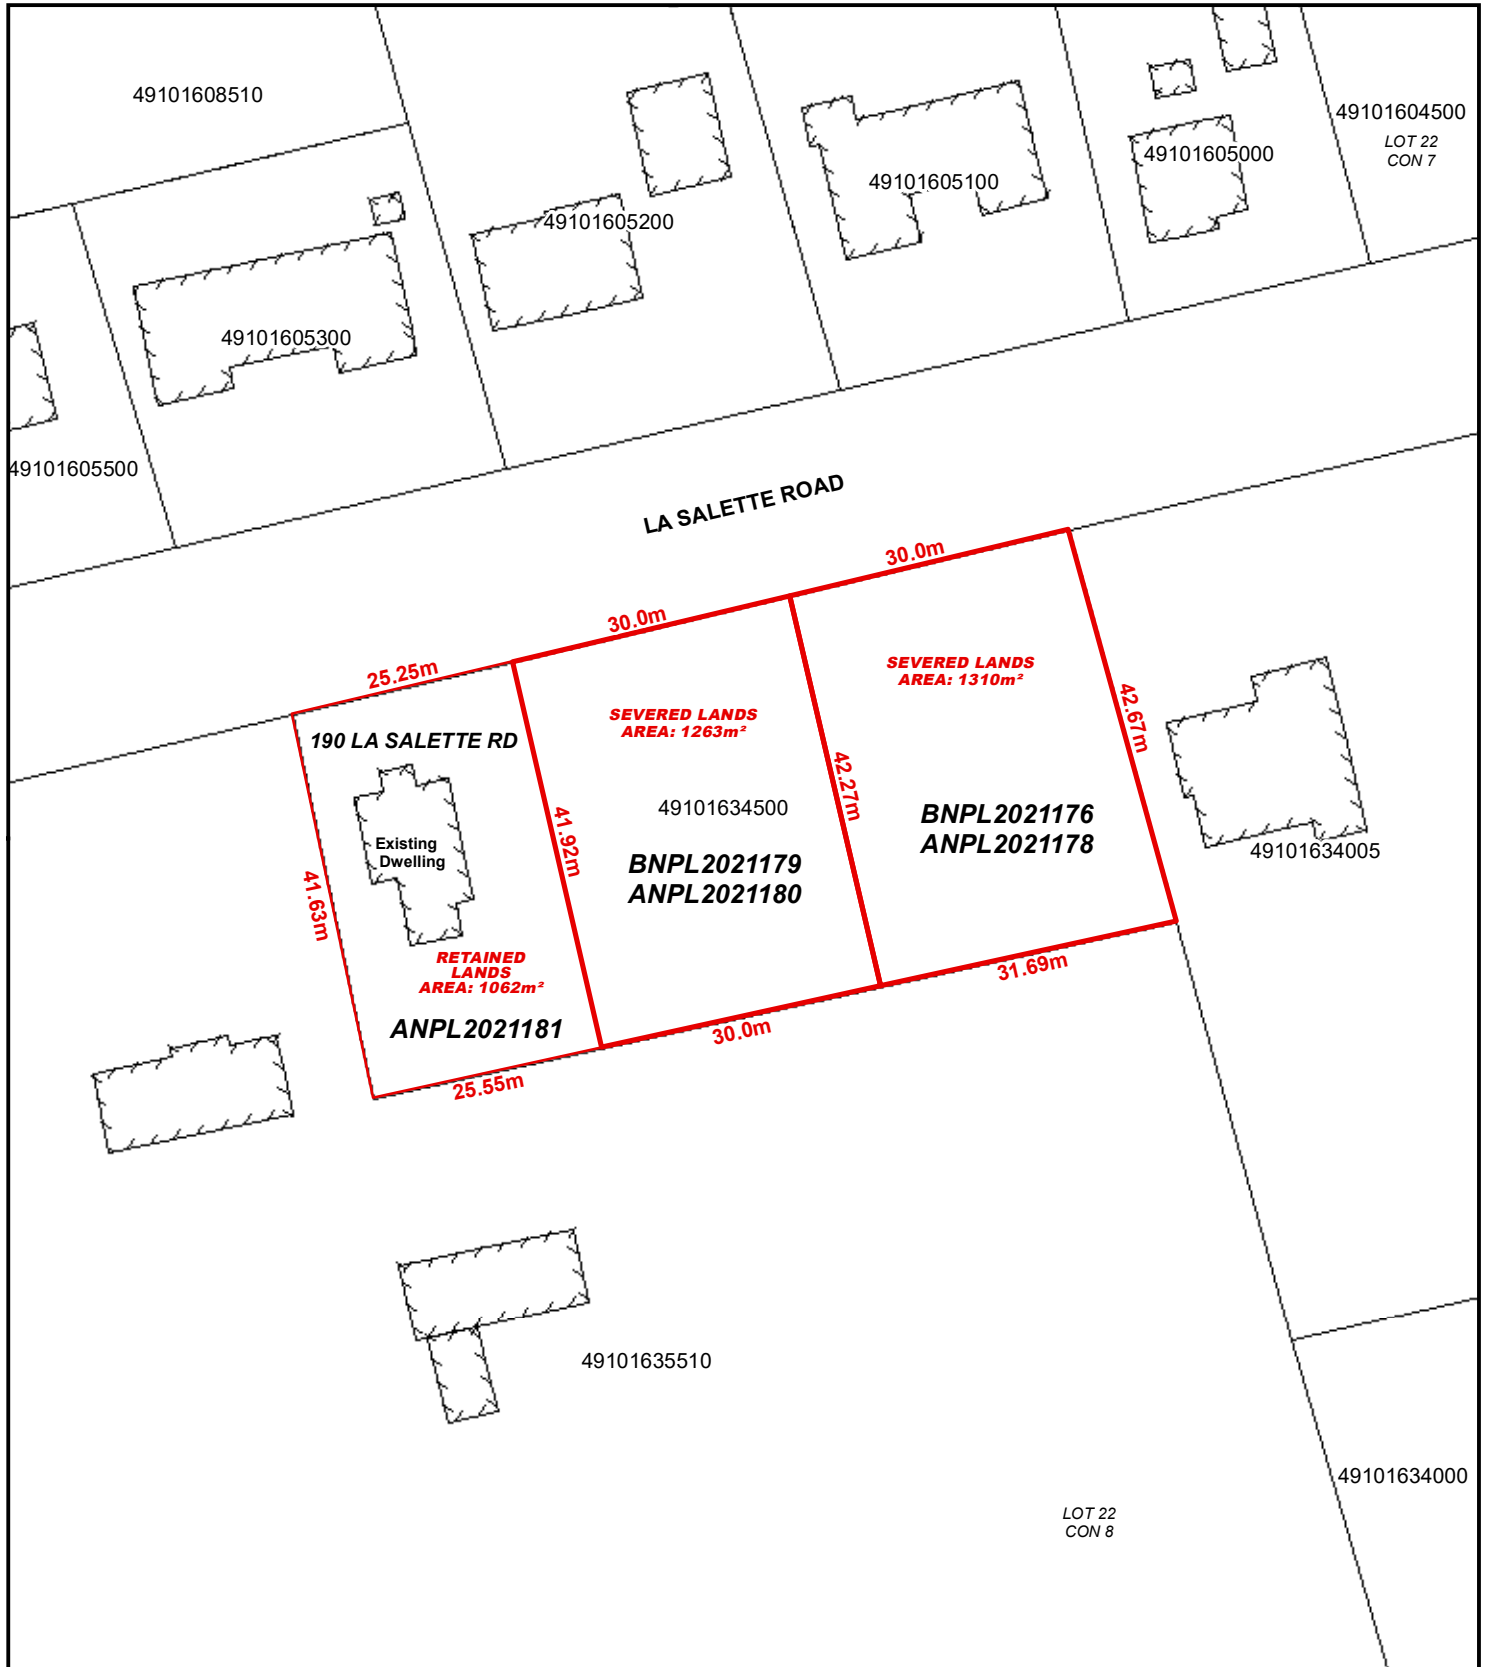 49101608510
49101604500
LOT 22
CON 7
49101605000
49101605100
49101605200
49101605300
49101605500
LA SALETTE ROAD
30.0m
30.0m
25.25m
SEVERED LANDS
AREA: 1310m²
SEVERED LANDS
AREA: 1263m²
190 LA SALETTE RD
42.67m
42.27m
41.92m
41.63m
49101634500
BNPL2021176
ANPL2021178
BNPL2021179
ANPL2021180
Existing
Dwelling
49101634005
RETAINED
LANDS
AREA: 1062m²
ANPL2021181
31.69m
30.0m
25.55m
49101635510
49101634000
LOT 22
CON 8